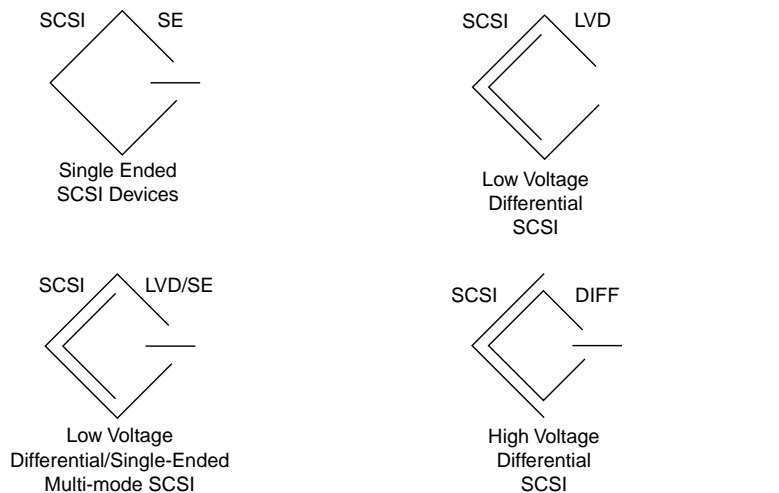 SCSI SE
Single Ended
SCSI Devices
SCSI LVD
Low Voltage
Differential
SCSI
SCSI LVD/SE
Low Voltage
Differential/Single-Ended
Multi-mode SCSI
SCSI DIFF
High Voltage
Differential
SCSI